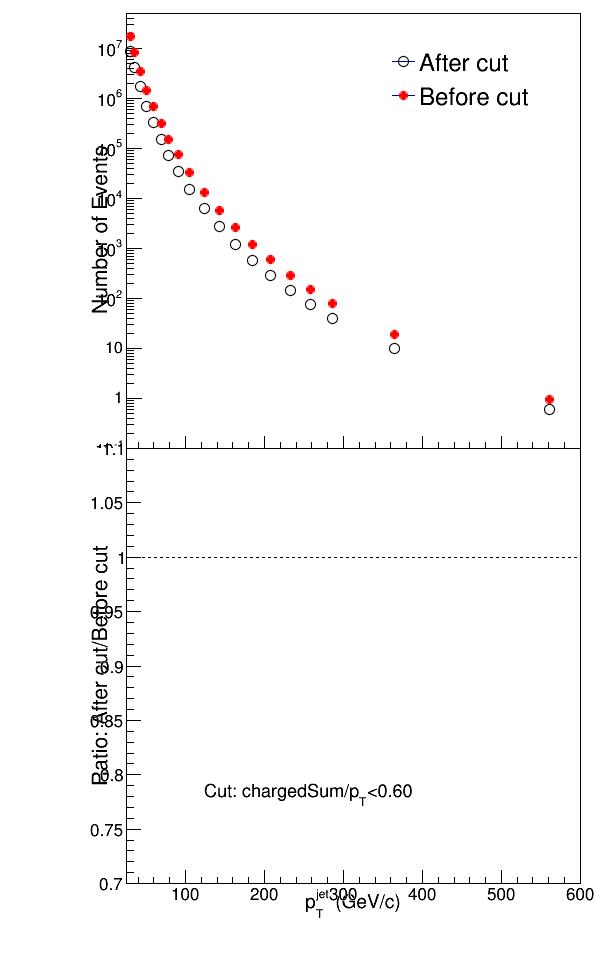 After cut
Before cut
Number of Events
10^7
10^6
10^5
10^4
10^3
10^2
10
1
1.1
1.05
1
0.95
0.9
0.85
0.8
0.75
0.7
Ratio: After cut/Before cut
Cut: chargedSum/p_T<0.60
100 200 300 400 500 600
p_T^jet (GeV/c)